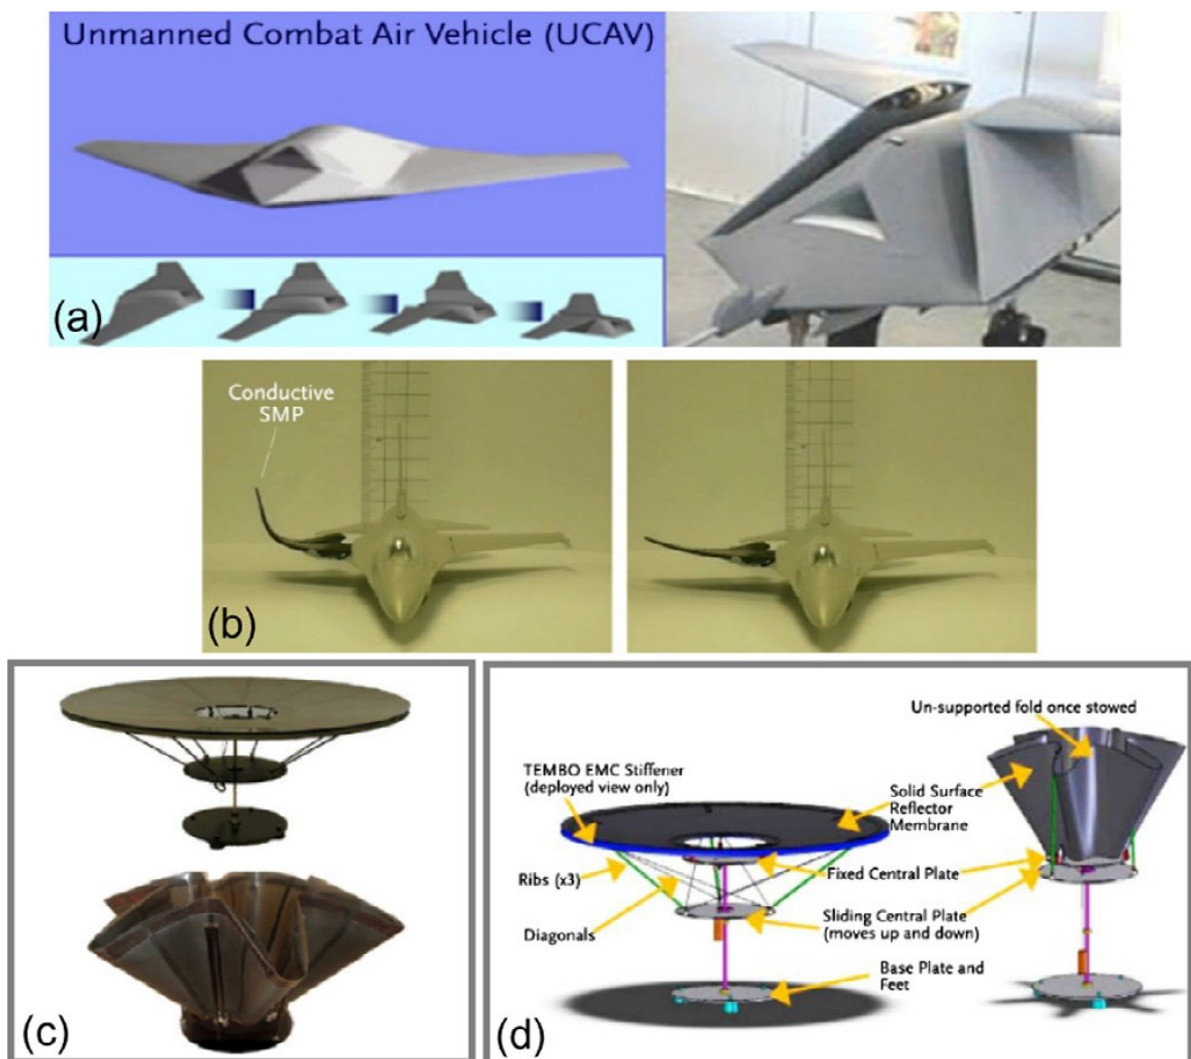 Unmanned Combat Air Vehicle (UCAV)
(a)
Conductive
SMP
(b)
(c)
Un-supported fold once stowed
TEMBO EMC Stiffener
(deployed view only)
Solid Surface
Reflector
Membrane
Ribs (x3)
Fixed Central Plate
Diagonals
Sliding Central Plate
(moves up and down)
Base Plate and
Feet
(d)